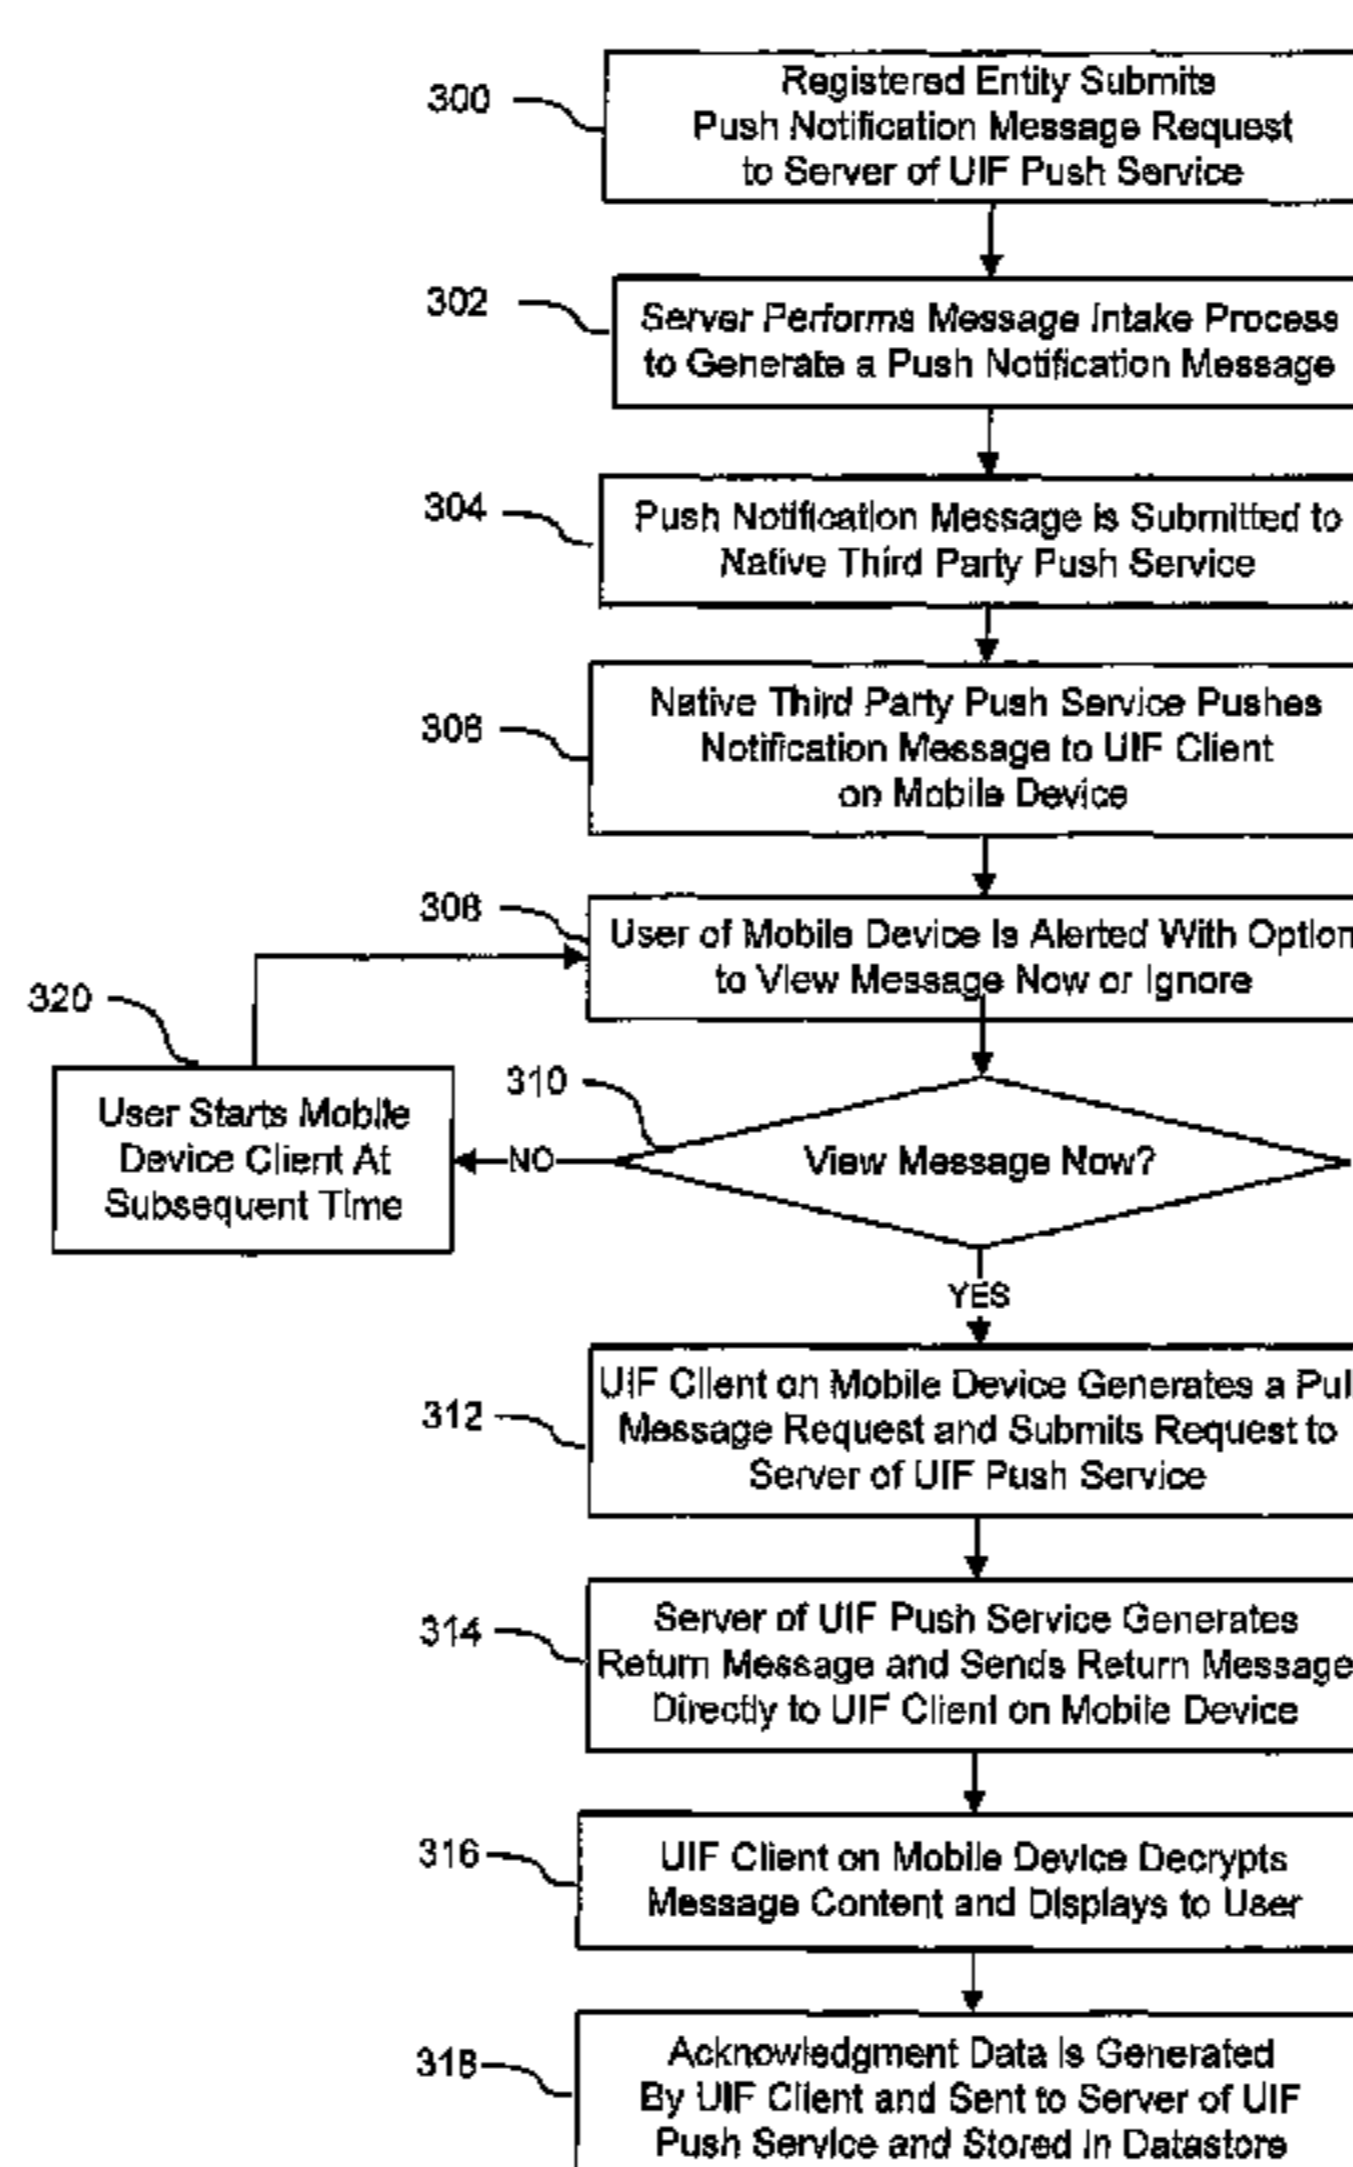 300
Registered Entity Submits
Push Notification Message Request
to Server of UIF Push Service
302
Server Performs Message Intake Process
to Generate a Push Notification Message
304
Push Notification Message is Submitted to
Native Third Party Push Service
306
Native Third Party Push Service Pushes
Notification Message to UIF Client
on Mobile Device
308
User of Mobile Device Is Alerted With Option
to View Message Now or Ignore
320
User Starts Mobile
Device Client At
Subsequent Time
310
NO
View Message Now?
YES
312
UIF Client on Mobile Device Generates a Pull
Message Request and Submits Request to
Server of UIF Push Service
314
Server of UIF Push Service Generates
Return Message and Sends Return Message
Directly to UIF Client on Mobile Device
316
UIF Client on Mobile Device Decrypts
Message Content and Displays to User
318
Acknowledgment Data Is Generated
By UIF Client and Sent to Server of UIF
Push Service and Stored In Datastore